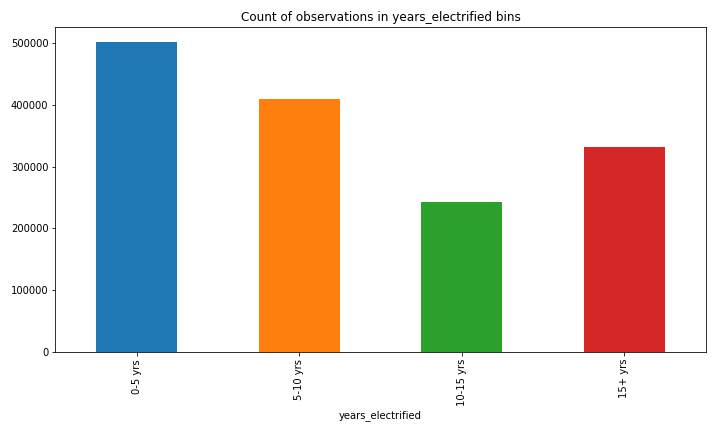 Count of observations in years_electrified bins
500000
400000
300000
200000
100000
0
0-5 yrs
5-10 yrs
10-15 yrs
15+ yrs
years_electrified